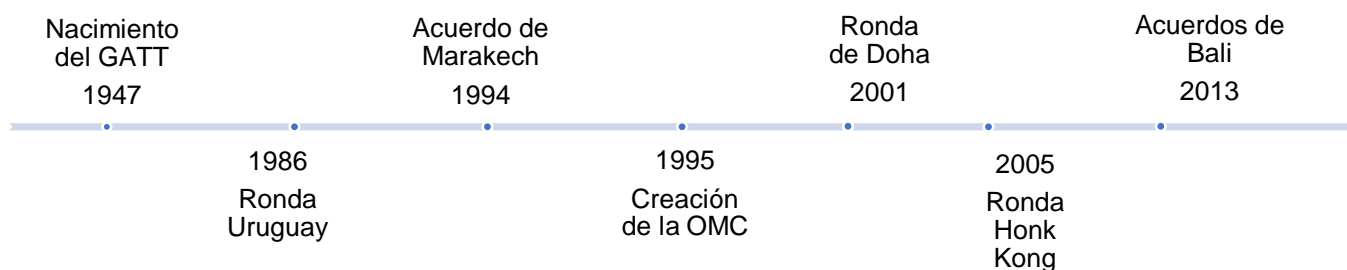 Nacimiento
del GATT
1947
1986
Ronda
Uruguay
Acuerdo de
Marakech
1994
1995
Creación
de la OMC
Ronda
de Doha
2001
2005
Ronda
Honk
Kong
Acuerdos de
Bali
2013